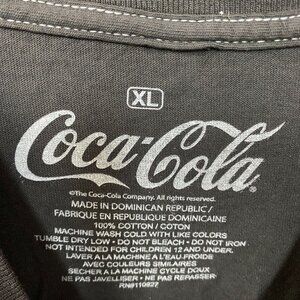 XL
Coca-Cola
®
©The Coca-Cola Company. All rights reserved.
MADE IN DOMINICAN REPUBLIC /
FABRIQUE EN REPUBLIQUE DOMINICAINE
100% COTTON / COTON
MACHINE WASH COLD WITH LIKE COLORS
TUMBLE DRY LOW - DO NOT BLEACH - DO NOT IRON
NOT INTENDED FOR CHILDREN 12 AND UNDER.
LAVER A LA MACHINE A L'EAU FROIDE
AVEC COULEURS SIMILAIRES
SECHER A LA MACHINE CYCLE DOUX
NE PAS JAVELLISER - NE PAS REPASSER